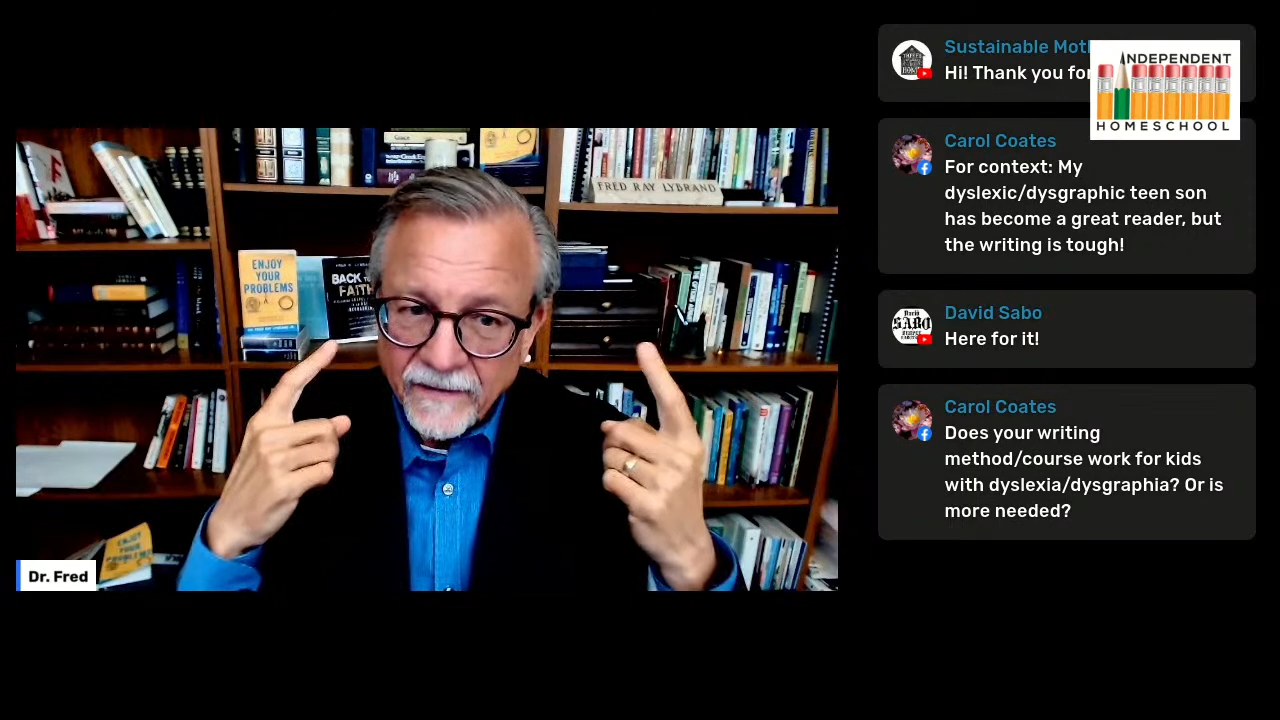 Sustainable Mot
Hi! Thank you for
INDEPENDENT
HOMESCHOOL
Carol Coates
For context: My
dyslexic/dysgraphic teen son
has become a great reader, but
the writing is tough!
David Sabo
Here for it!
Carol Coates
Does your writing
method/course work for kids
with dyslexia/dysgraphia? Or is
more needed?
FRED RAY LYBRAND
ENJOY
YOUR
PROBLEMS
BACK
FAITH
SABO
Dr. Fred